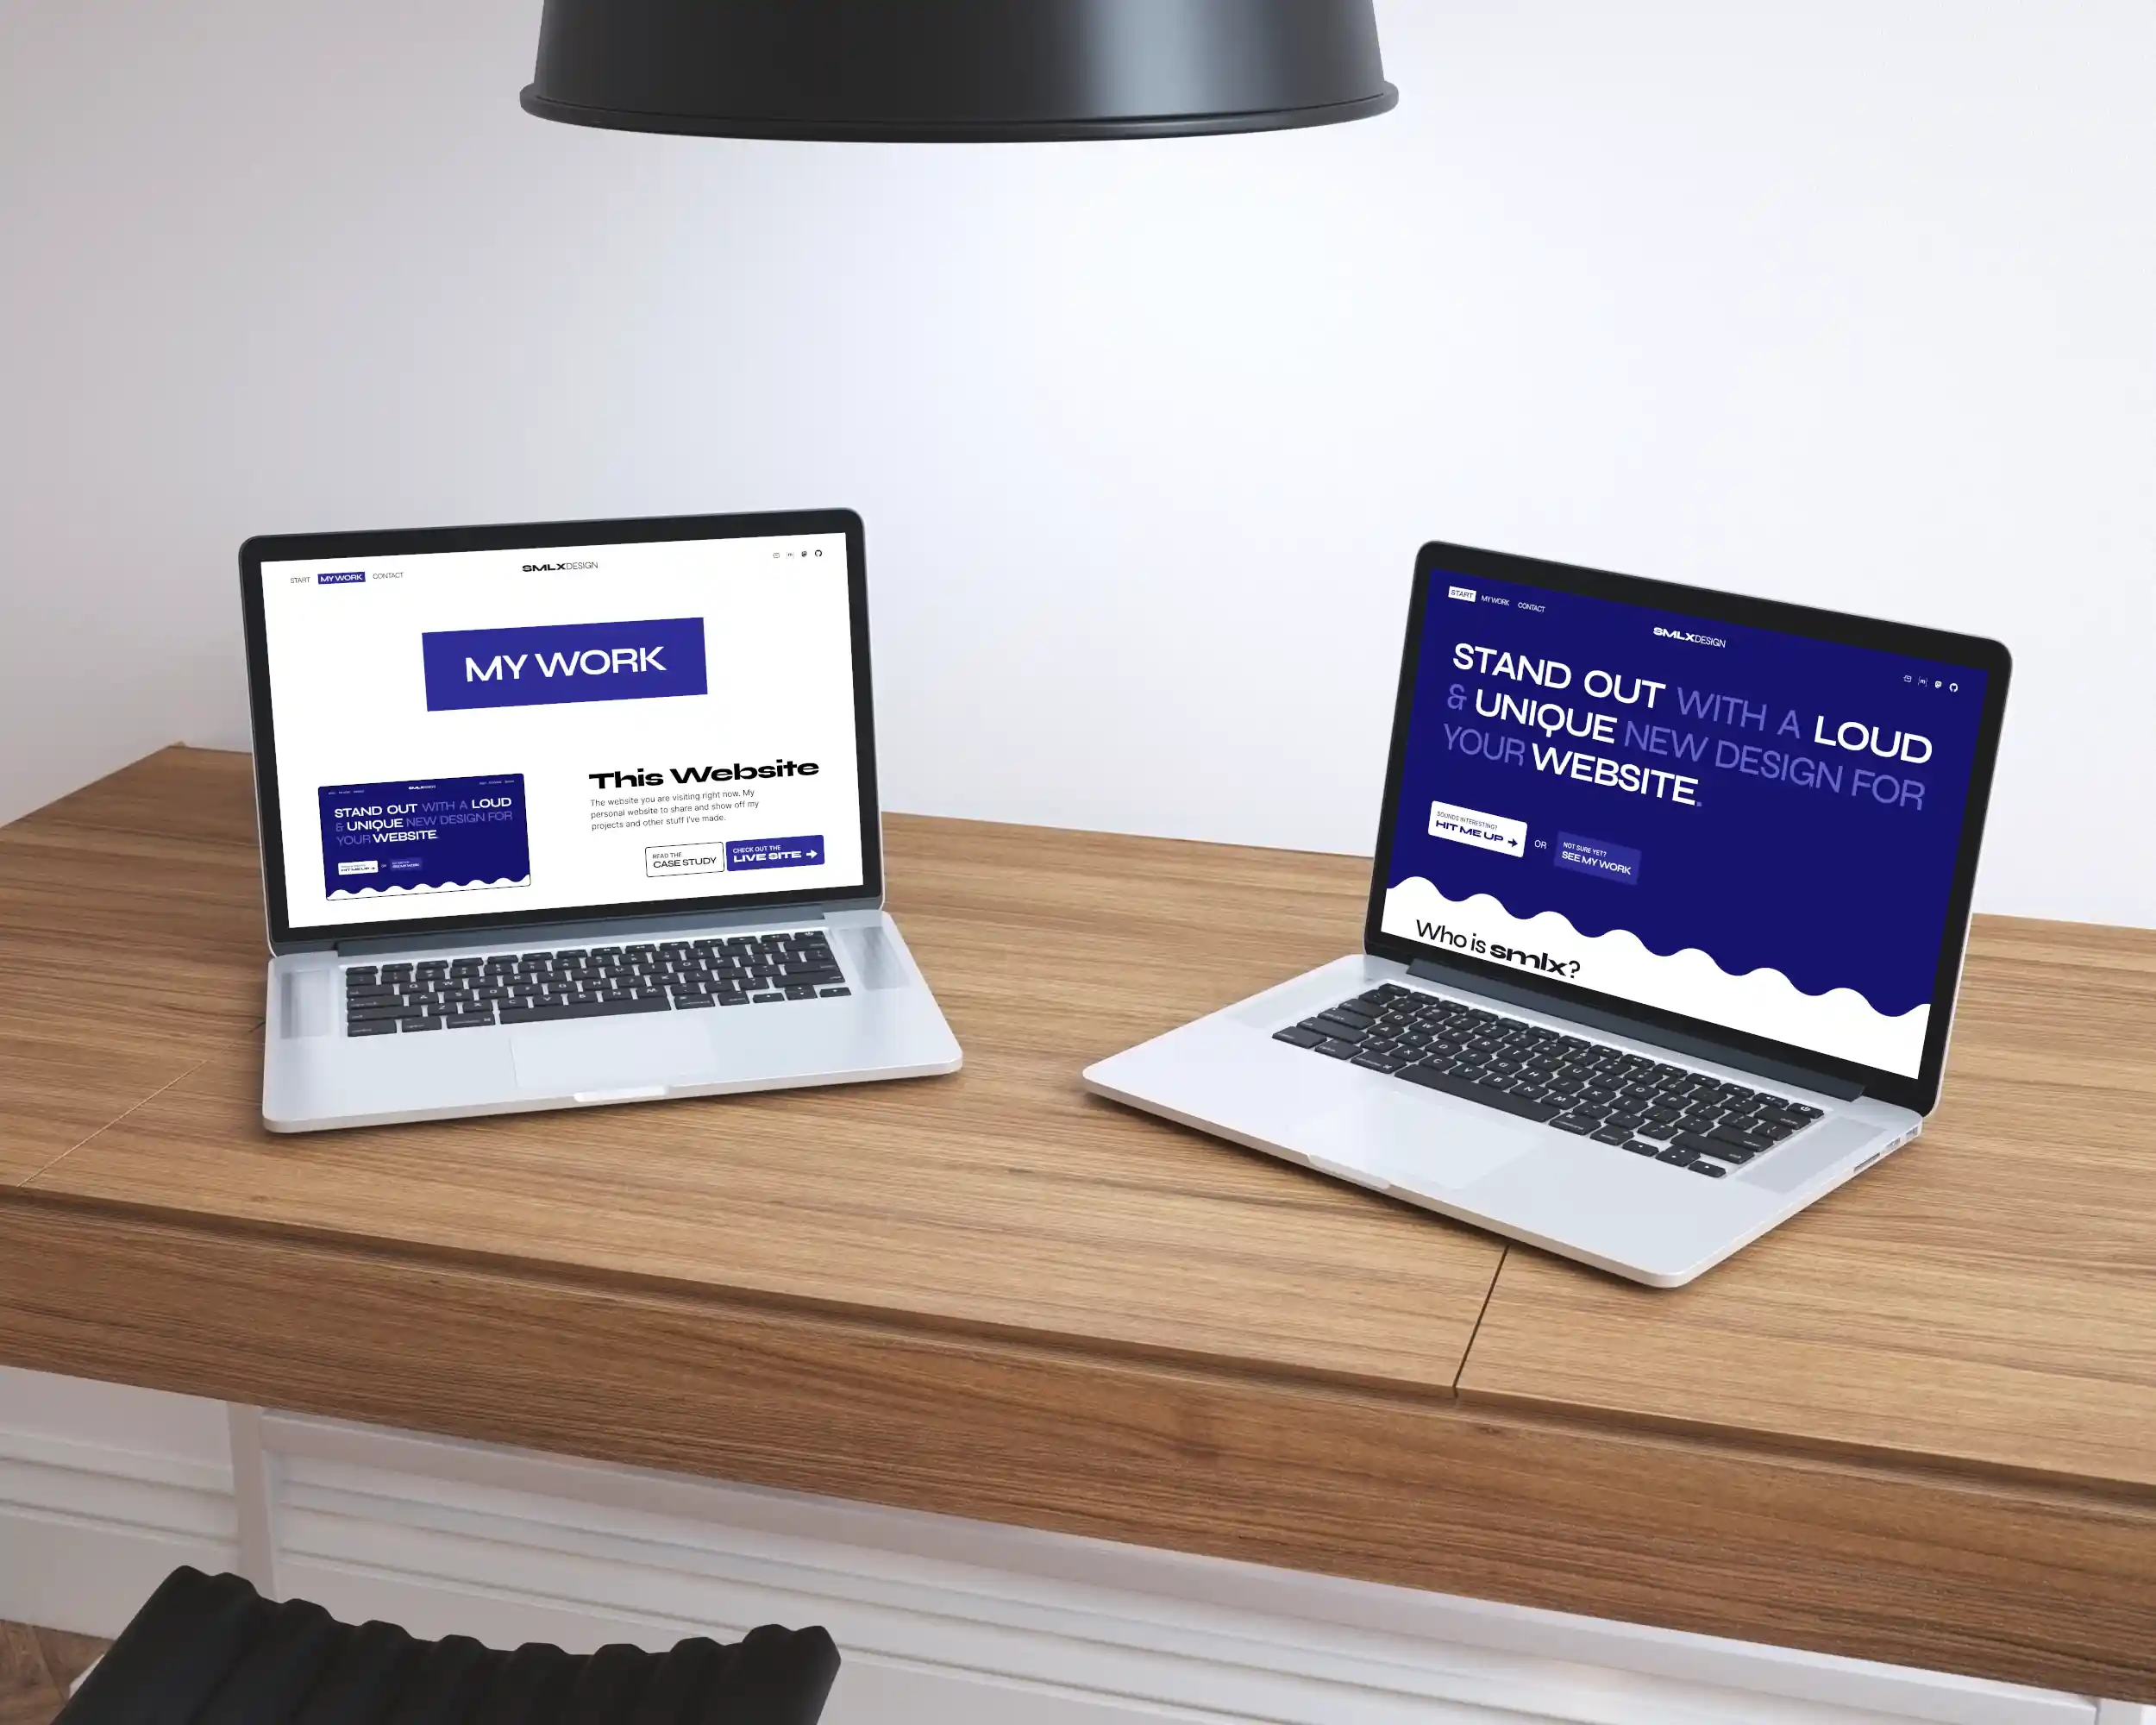 START MY WORK CONTACT
SMLXDESIGN
MY WORK
STAND OUT WITH A LOUD
& UNIQUE NEW DESIGN FOR
YOUR WEBSITE.
HIT ME UP
This Website
The website you are visiting right now. My
personal website to share and show off my
projects and other stuff I've made.
READ THE
CASE STUDY
CHECK OUT THE
LIVE SITE
START MY WORK CONTACT
SMLXDESIGN
STAND OUT WITH A LOUD
& UNIQUE NEW DESIGN FOR
YOUR WEBSITE.
SOUNDS INTERESTING?
HIT ME UP
OR
NOT SURE YET?
SEE MY WORK
Who is smlx?